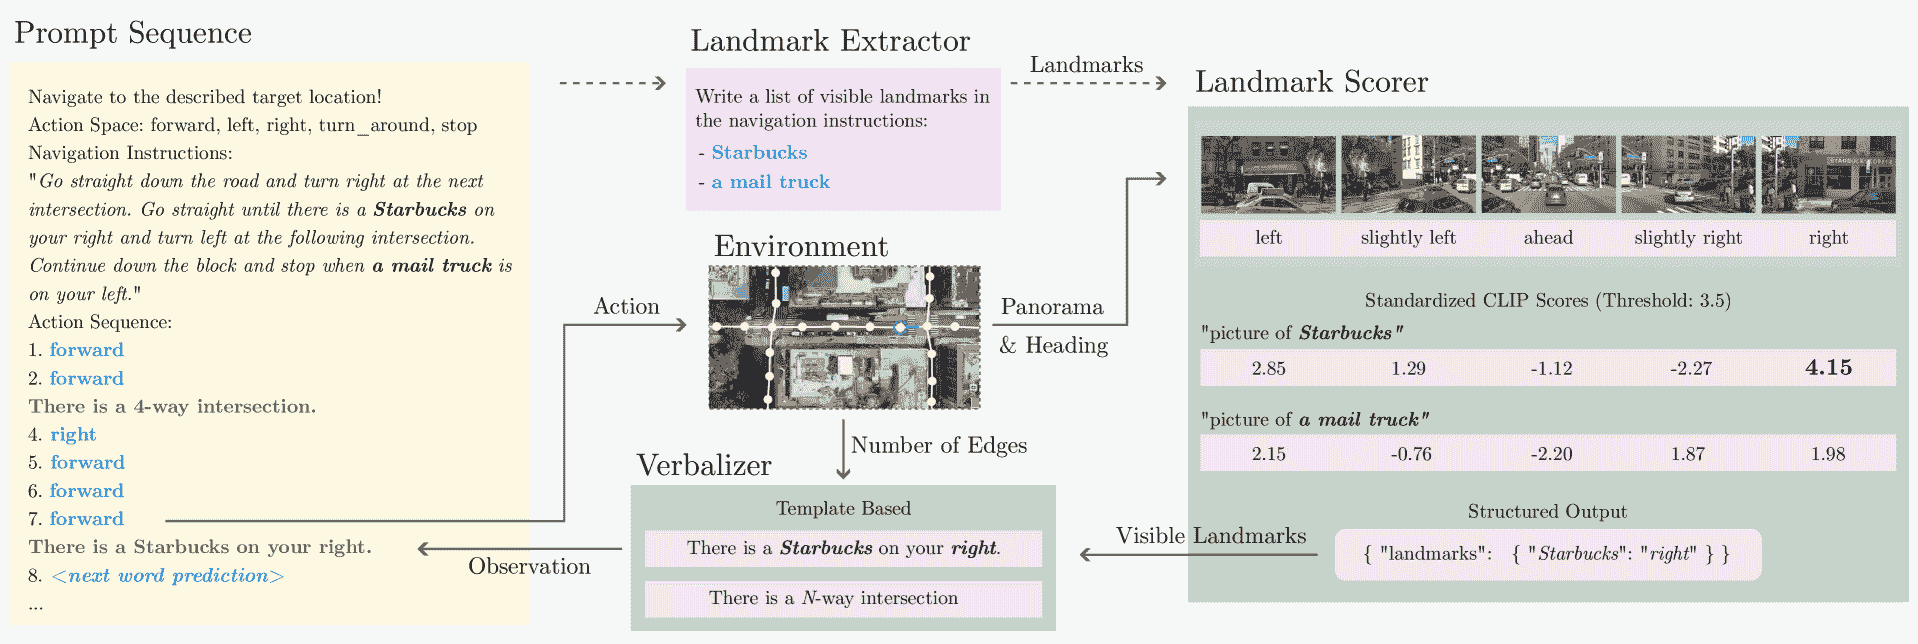 Prompt Sequence
Navigate to the described target location!
Action Space: forward, left, right, turn_around, stop
Navigation Instructions:
"Go straight down the road and turn right at the next
intersection. Go straight until there is a Starbucks on
your right and turn left at the following intersection.
Continue down the block and stop when a mail truck is
on your left."
Action Sequence:
1. forward
2. forward
There is a 4-way intersection.
4. right
5. forward
6. forward
7. forward
There is a Starbucks on your right.
8. <next word prediction>
...
Landmark Extractor
Write a list of visible landmarks in
the navigation instructions:
- Starbucks
- a mail truck
Landmarks
Environment
Action
Panorama
& Heading
Number of Edges
Verbalizer
Template Based
There is a Starbucks on your right.
There is a N-way intersection
Observation
Landmark Scorer
left slightly left ahead slightly right right
Standardized CLIP Scores (Threshold: 3.5)
"picture of Starbucks"
2.85 1.29 -1.12 -2.27 4.15
"picture of a mail truck"
2.15 -0.76 -2.20 1.87 1.98
Structured Output
{ "landmarks": { "Starbucks": "right" } }
Visible Landmarks